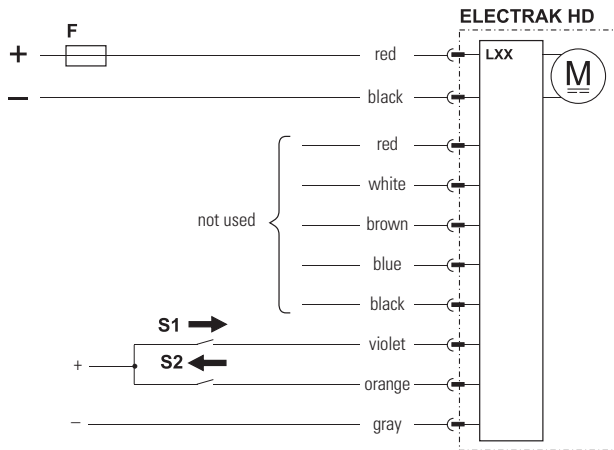 ELECTRAK HD
F
+ red LXX
M
– black
red
white
not used brown
blue
black
S1 violet
+ S2
orange
– gray